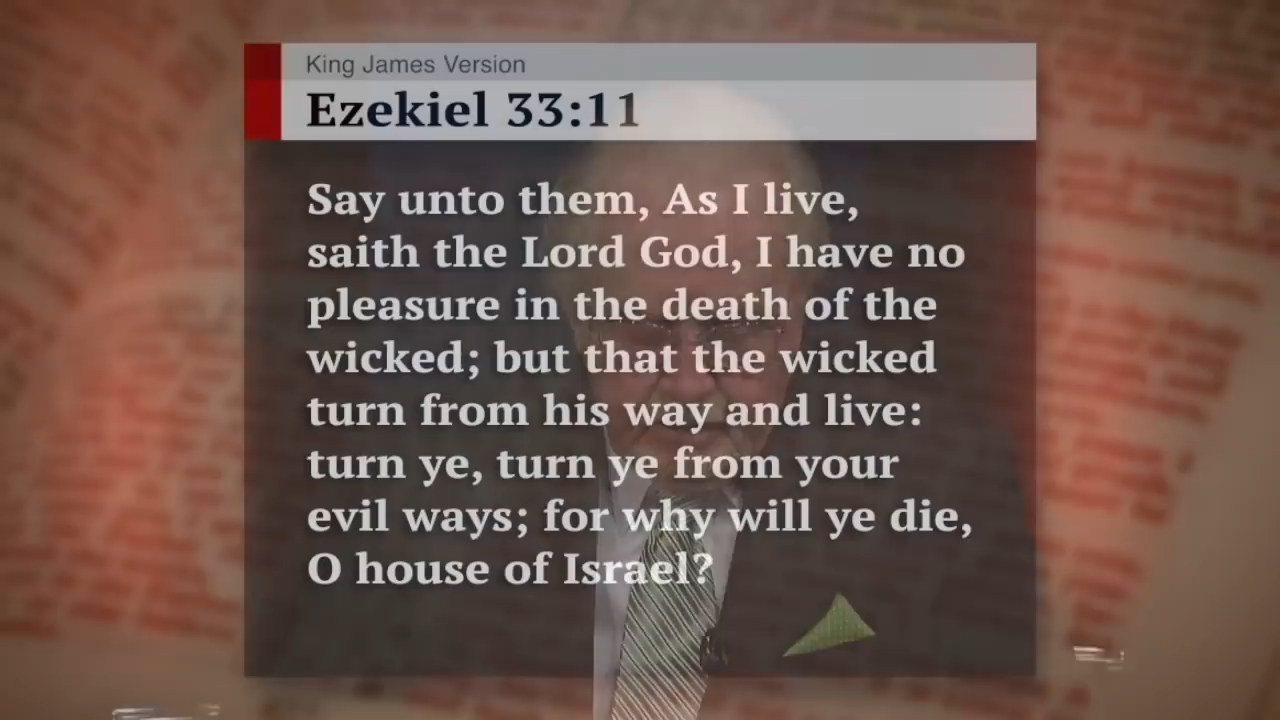 King James Version
Ezekiel 33:11
Say unto them, As I live,
saith the Lord God, I have no
pleasure in the death of the
wicked; but that the wicked
turn from his way and live:
turn ye, turn ye from your
evil ways; for why will ye die,
O house of Israel?